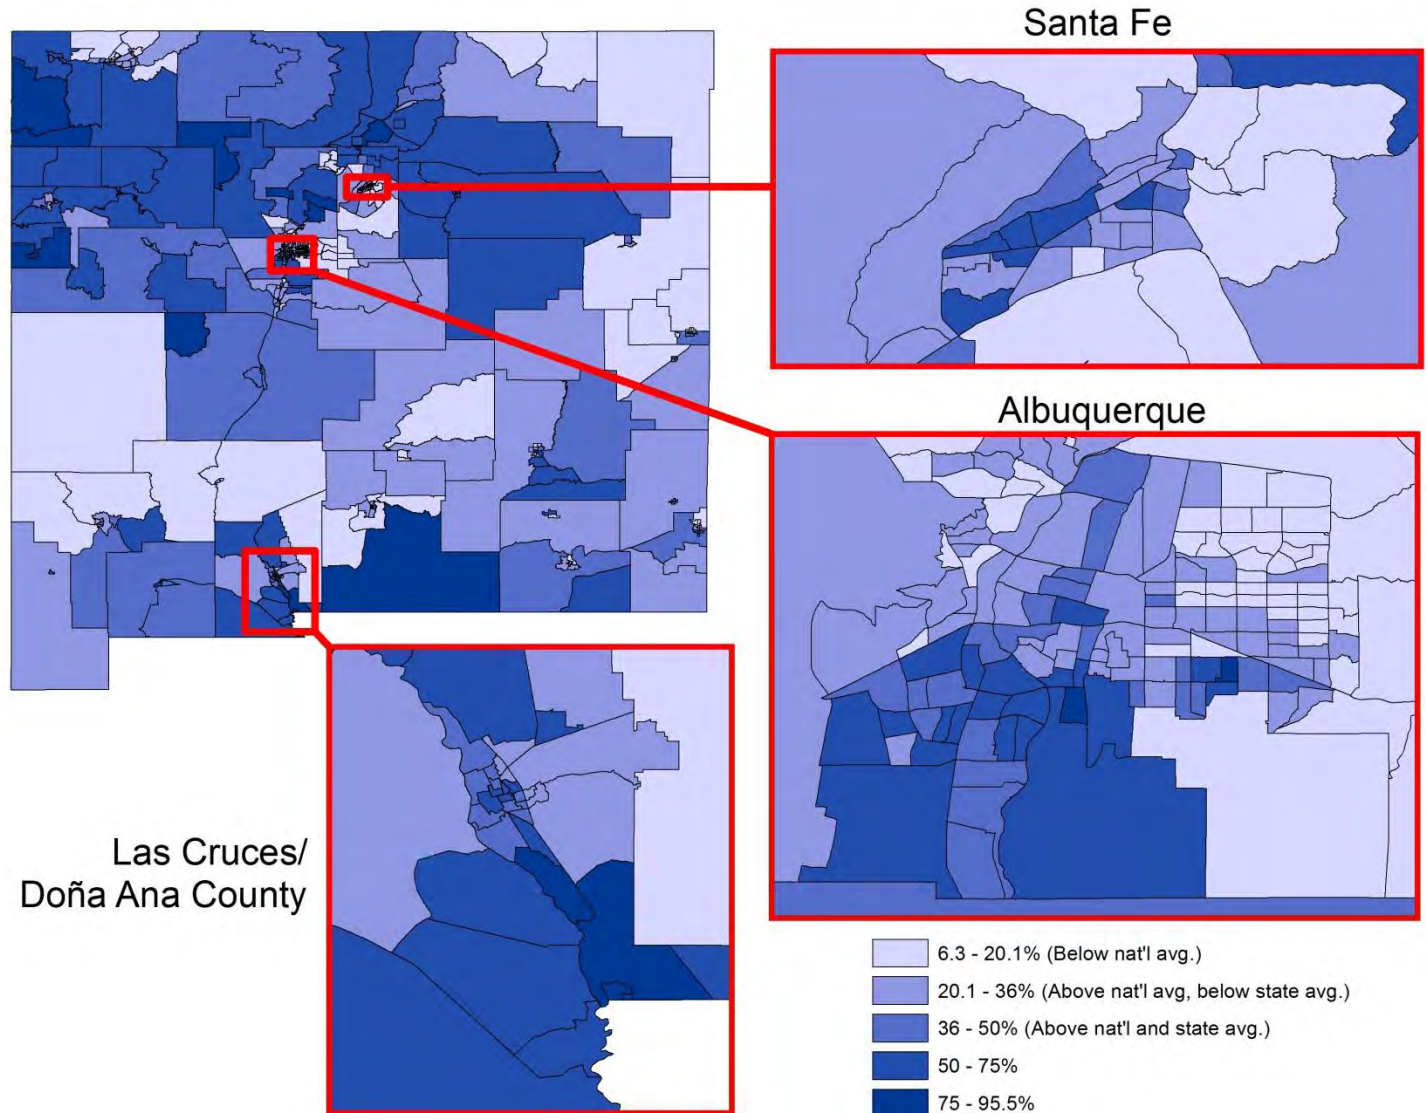 Santa Fe
Albuquerque
Las Cruces/
Doña Ana County
6.3 - 20.1% (Below nat'l avg.)
20.1 - 36% (Above nat'l avg, below state avg.)
36 - 50% (Above nat'l and state avg.)
50 - 75%
75 - 95.5%